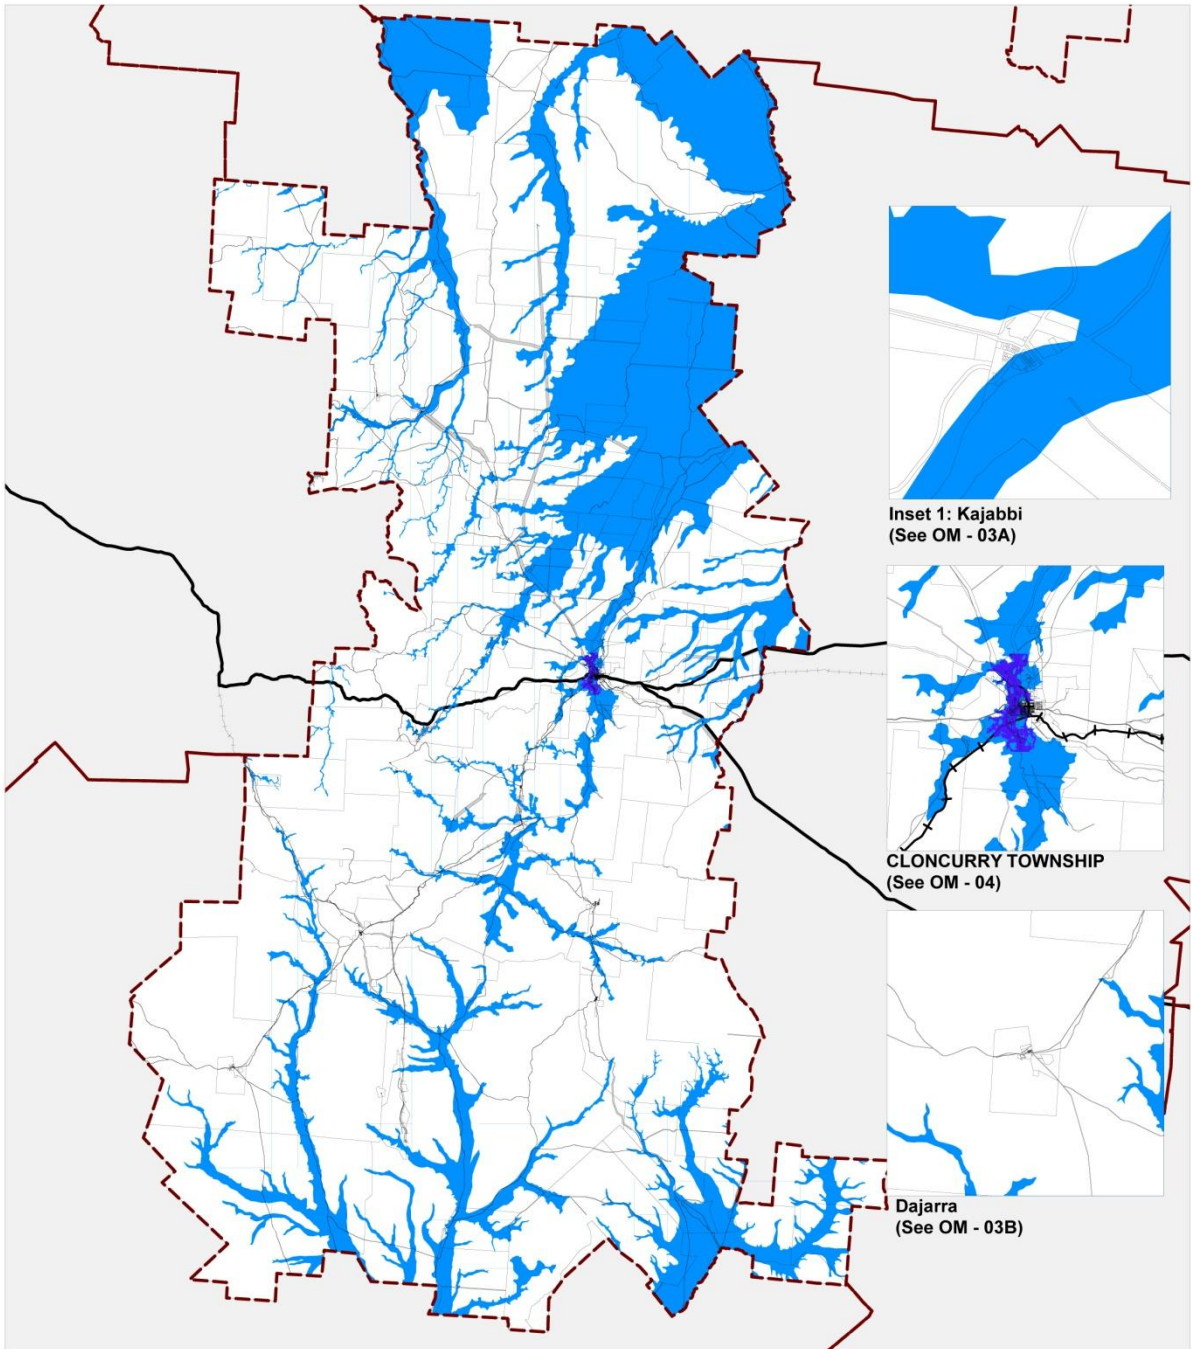 Inset 1: Kajabbi
(See OM - 03A)
CLONCURRY TOWNSHIP
(See OM - 04)
Dajarra
(See OM - 03B)